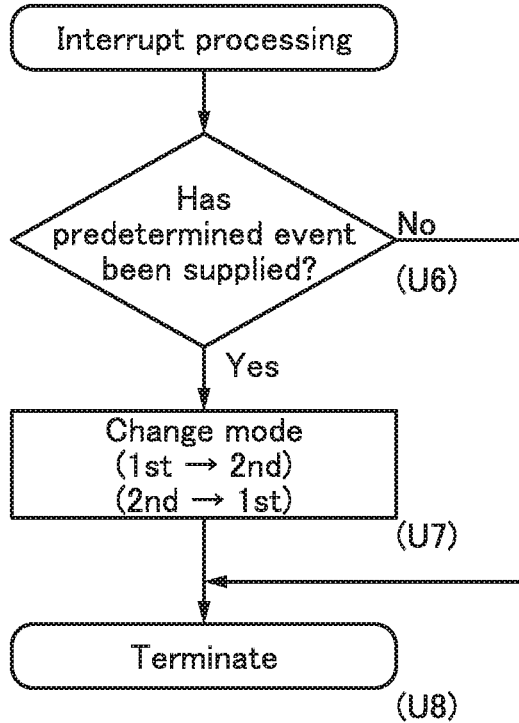 Interrupt processing
Has
predetermined event
been supplied?
No
(U6)
Yes
Change mode
(1st → 2nd)
(2nd → 1st)
(U7)
Terminate
(U8)